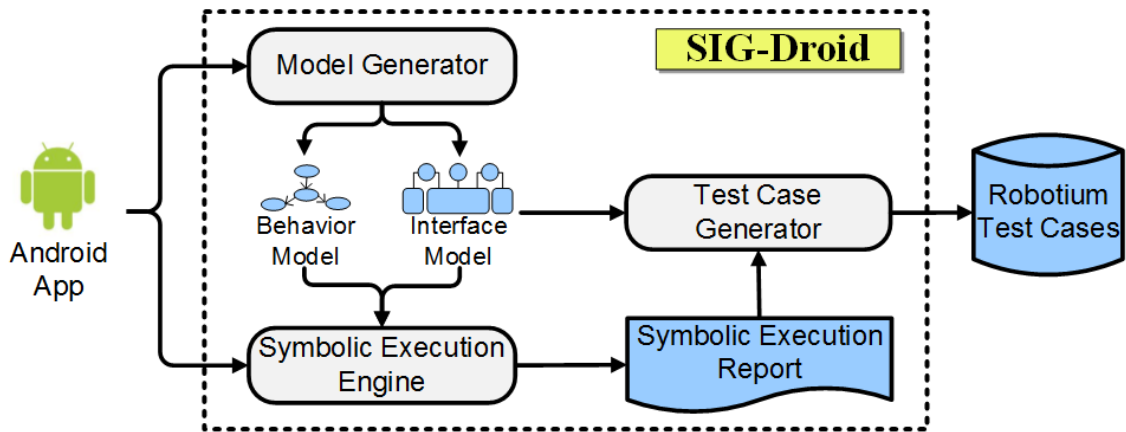 SIG-Droid
Model Generator
Android
App
Behavior
Model
Interface
Model
Test Case
Generator
Robotium
Test Cases
Symbolic Execution
Engine
Symbolic Execution
Report